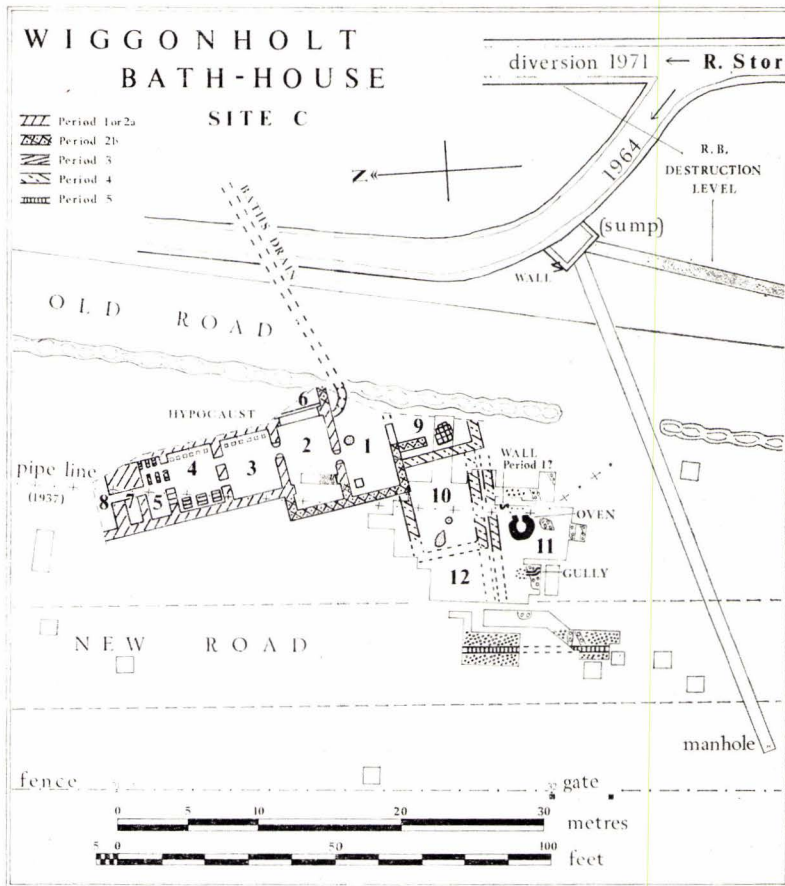 WIGGONHOLT
BATH-HOUSE
SITE C
Period 1or2a
Period 2b
Period 3
Period 4
Period 5
diversion 1971 ← R. Stor
1964
R. B.
DESTRUCTION
LEVEL
N
(sump)
WALL
BATHS DRAIN
OLD ROAD
HYPOCAUST
6
9
2
1
4
3
WALL
Period 1?
pipe line
(1937)
8
7
5
10
OVEN
11
12
GULLY
NEW ROAD
manhole
fence
gate
0 5 10 20 30
metres
5 0 50 100
feet